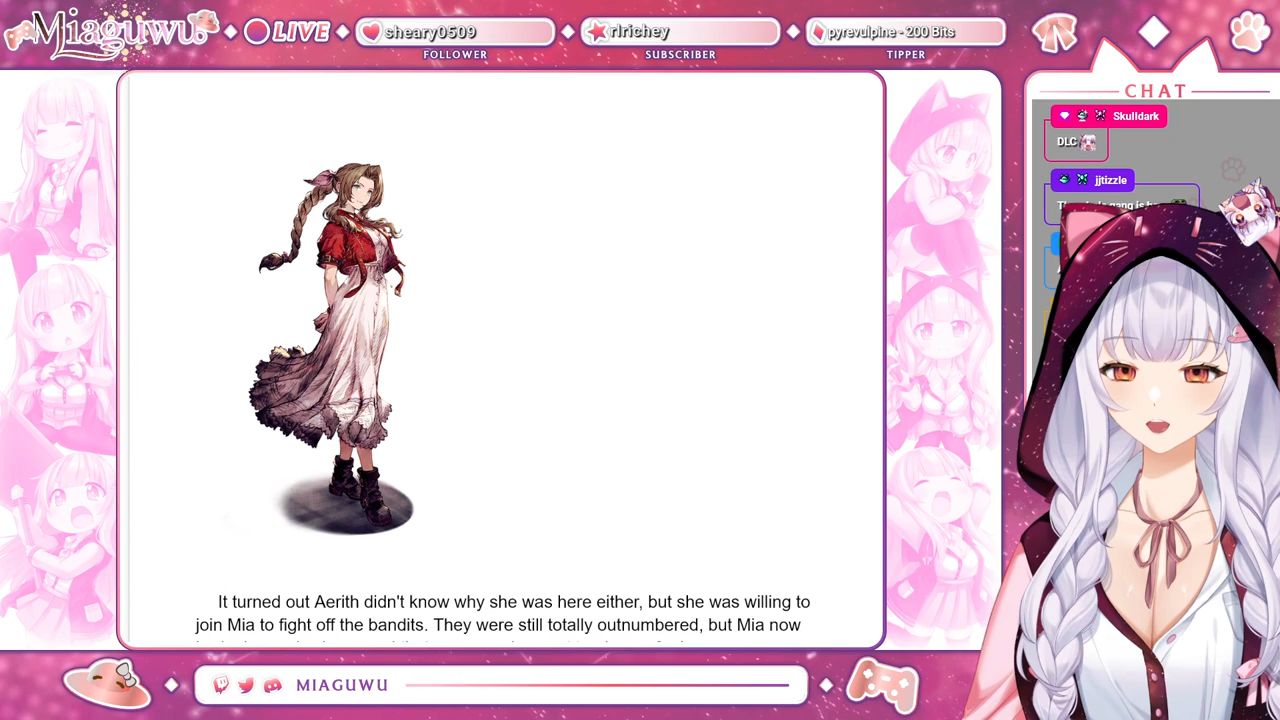 Miaguwu
LIVE
sheary0509
FOLLOWER
rlrichey
SUBSCRIBER
pyrevulpine - 200 Bits
TIPPER
CHAT
Skulldark
DLC
jjtizzle
gang is
It turned out Aerith didn't know why she was here either, but she was willing to
join Mia to fight off the bandits. They were still totally outnumbered, but Mia now
MIAGUWU